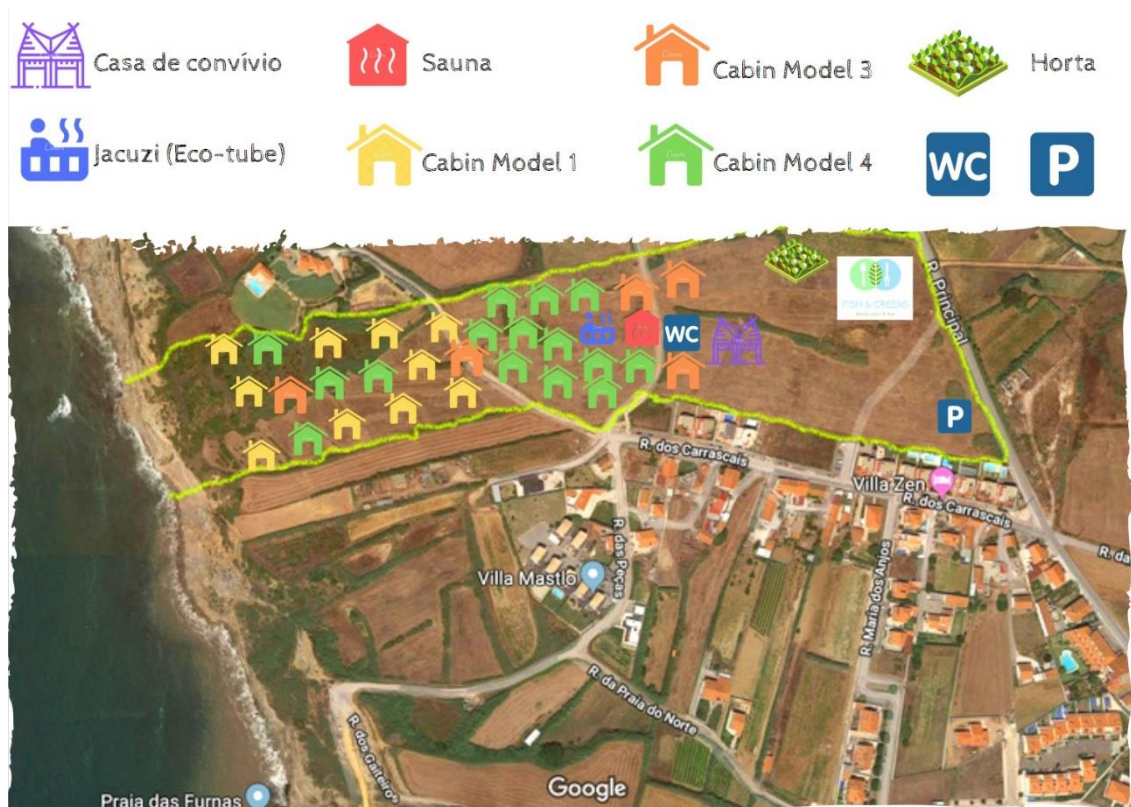 Casa de convívio
Sauna
Cabin Model 3
Horta
Jacuzi (Eco-tube)
Cabin Model 1
Cabin Model 4
WC
P
FISH & GREENS
R. Principal
WC
P
R. dos Carrascais
Villa Zen
R. dos Carrascais
R. da
R. das Peças
Villa Mastlo
R. Maria dos Anjos
R. da Praia do Norte
R. dos Gaiteiros
Google
Praia das Furnas